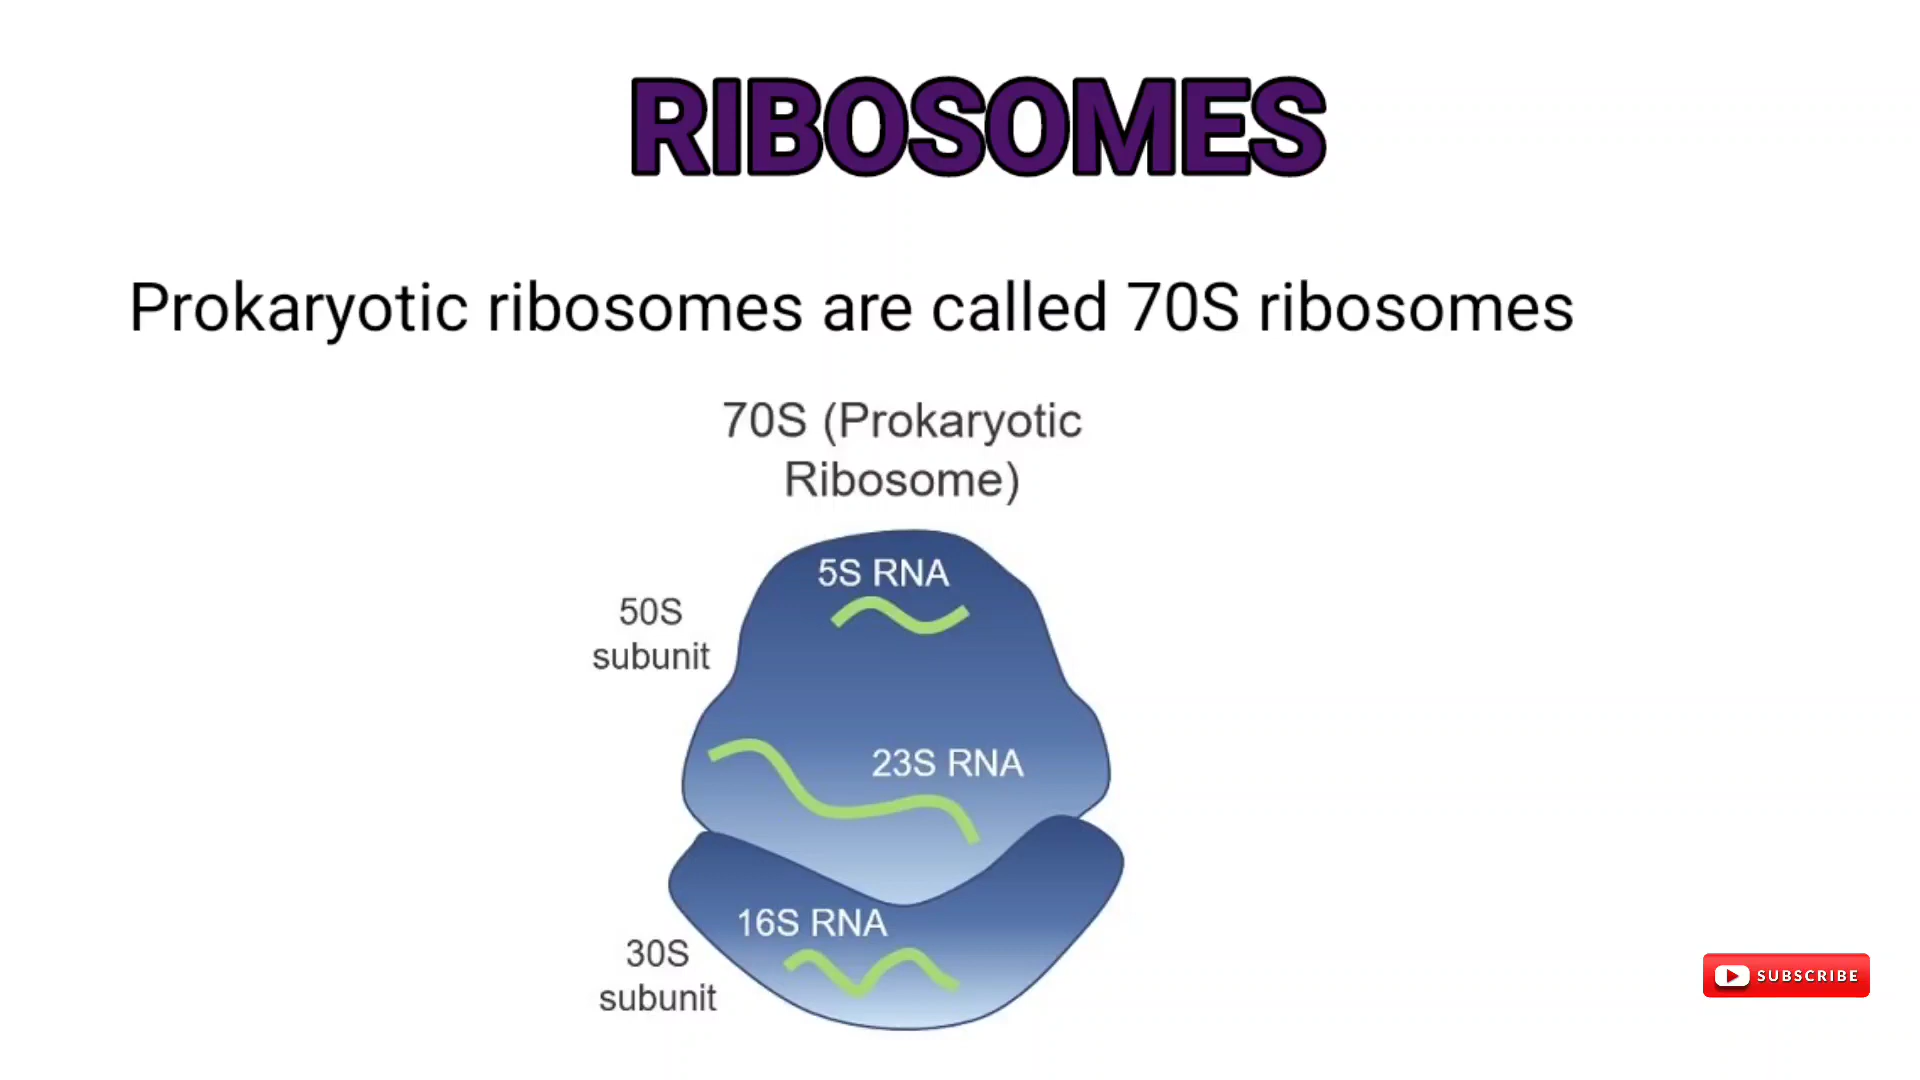 RIBOSOMES
Prokaryotic ribosomes are called 70S ribosomes
70S (Prokaryotic
Ribosome)
5S RNA
50S
subunit
23S RNA
16S RNA
30S
subunit
SUBSCRIBE